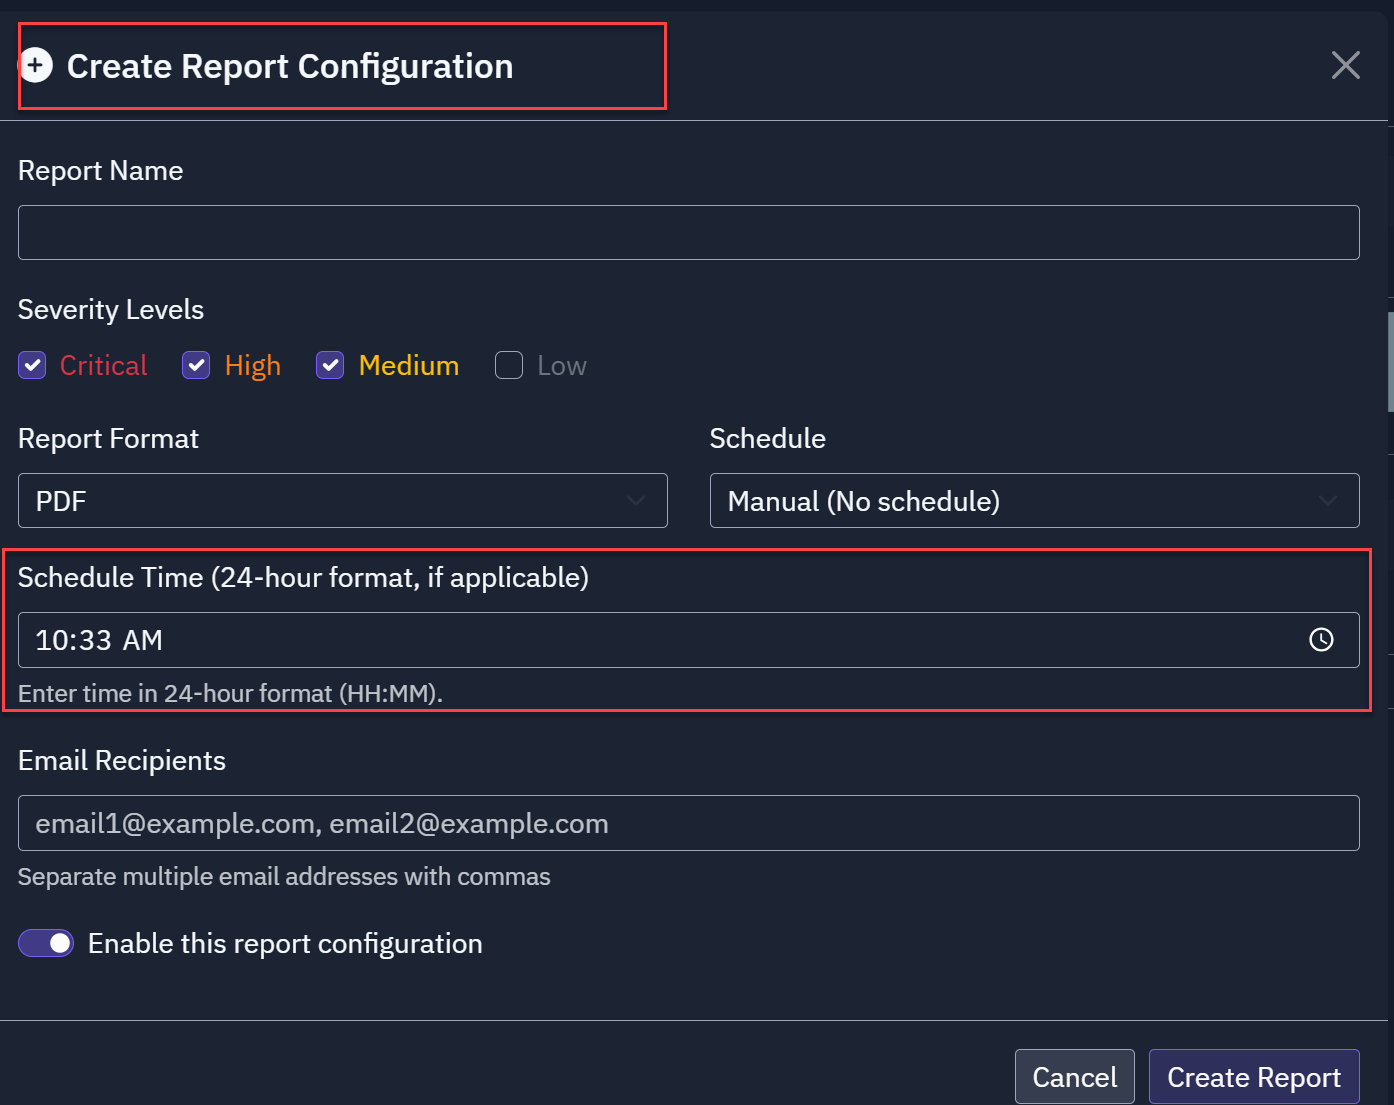 Create Report Configuration
Report Name
Severity Levels
Critical High Medium Low
Report Format Schedule
PDF Manual (No schedule)
Schedule Time (24-hour format, if applicable)
10:33 AM
Enter time in 24-hour format (HH:MM).
Email Recipients
email1@example.com, email2@example.com
Separate multiple email addresses with commas
Enable this report configuration
Cancel Create Report